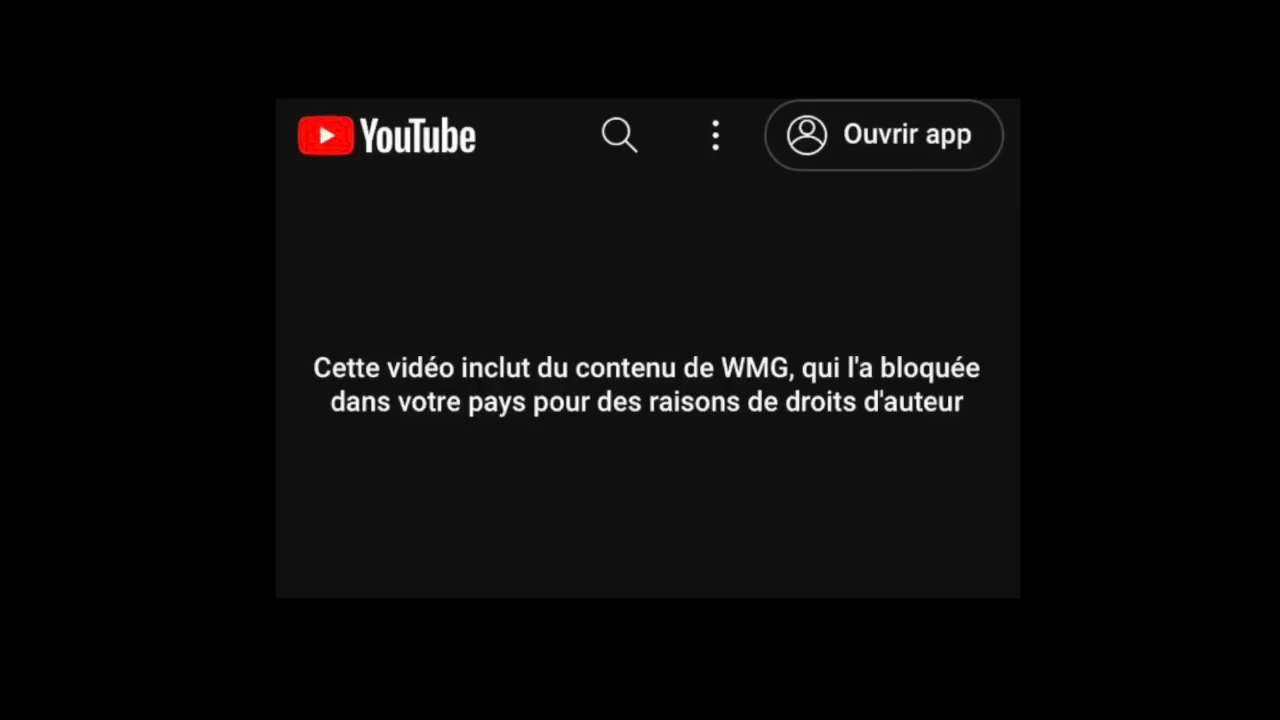 YouTube
Ouvrir app
Cette vidéo inclut du contenu de WMG, qui l'a bloquée
dans votre pays pour des raisons de droits d'auteur